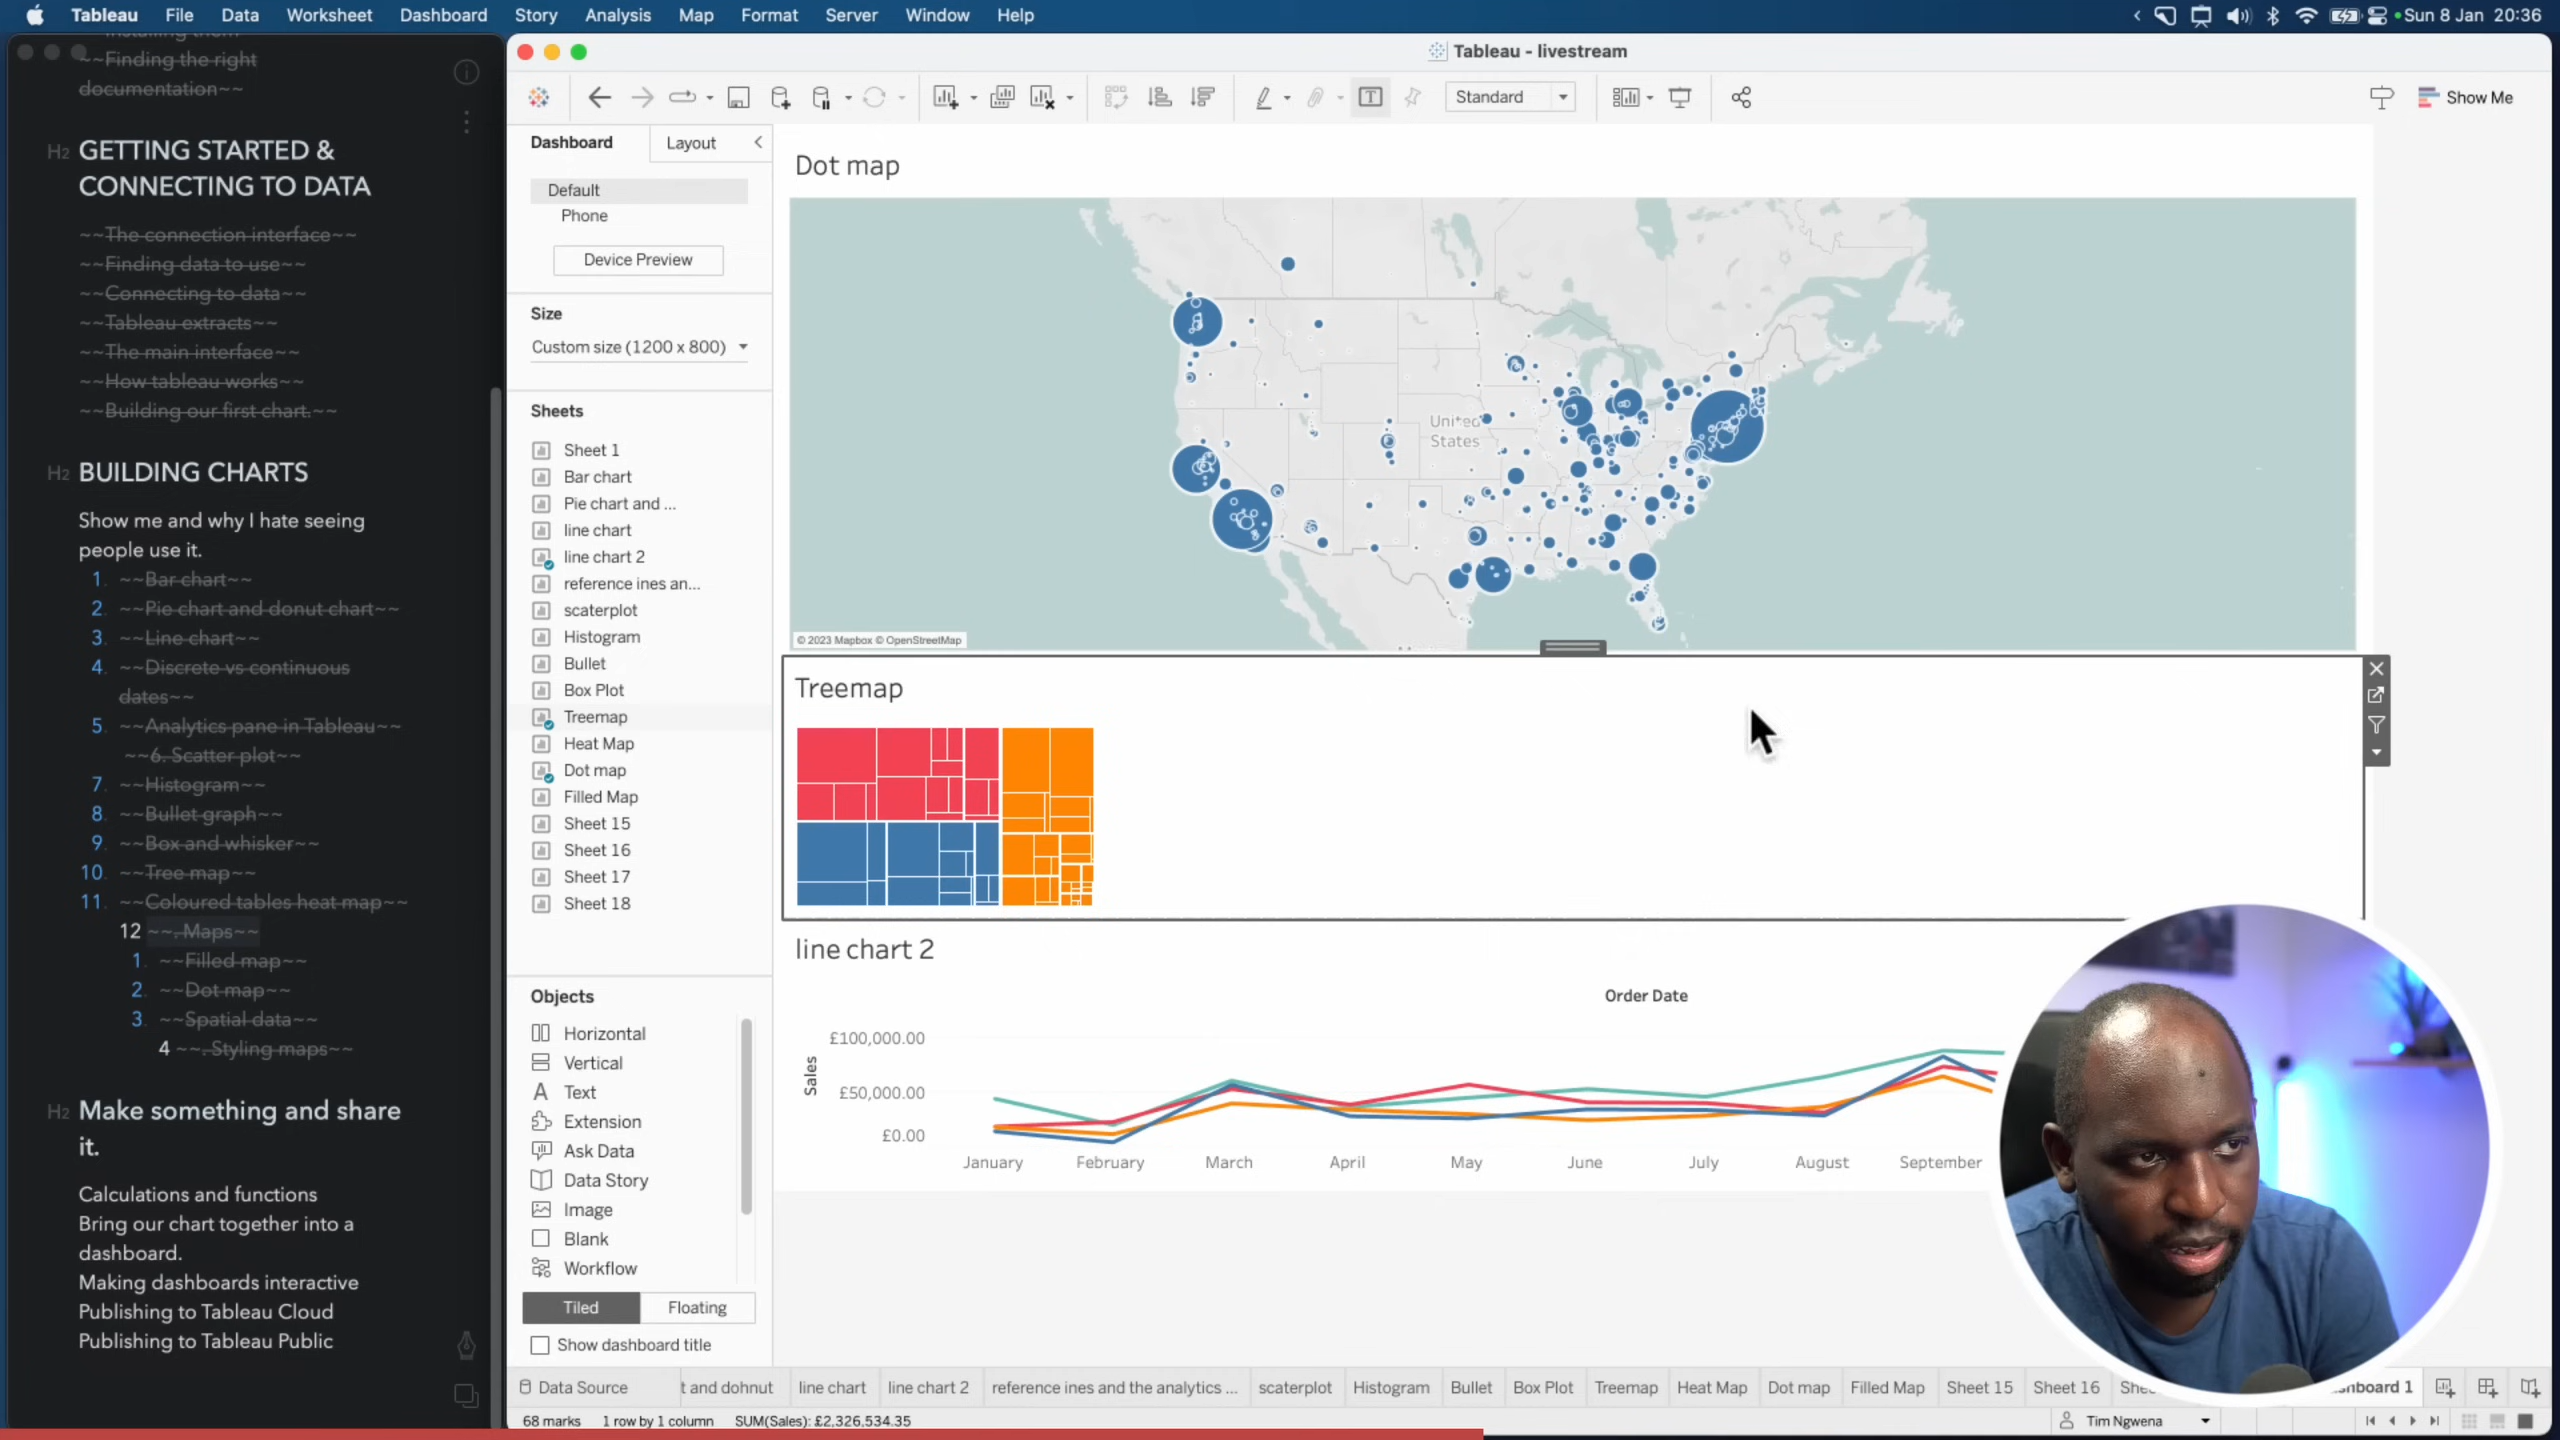 Tableau File Data Worksheet Dashboard Story Analysis Map Format Server Window Help
Sun 8 Jan 20:36
~~Finding the right
documentation~~
H2 GETTING STARTED &
CONNECTING TO DATA
~~The connection interface~~
~~Finding data to use~~
~~Connecting to data~~
~~Tableau extracts~~
~~The main interface~~
~~How tableau works~~
~~Building our first chart.~~
H2 BUILDING CHARTS
Show me and why I hate seeing
people use it.
1. ~~Bar chart~~
2. ~~Pie chart and donut chart~~
3. ~~Line chart~~
4. ~~Discrete vs continuous
dates~~
5. ~~Analytics pane in Tableau~~
~~6. Scatter plot~~
7. ~~Histogram~~
8. ~~Bullet graph~~
9. ~~Box and whisker~~
10. ~~Tree map~~
11. ~~Coloured tables heat map~~
12 ~~. Maps~~
1. ~~Filled map~~
2. ~~Dot map~~
3. ~~Spatial data~~
4 ~~. Styling maps~~
H2 Make something and share
it.
Calculations and functions
Bring our chart together into a
dashboard.
Making dashboards interactive
Publishing to Tableau Cloud
Publishing to Tableau Public
Tableau - livestream
Standard
Show Me
Dashboard Layout
Default
Phone
Device Preview
Size
Custom size (1200 x 800)
Sheets
Sheet 1
Bar chart
Pie chart and ...
line chart
line chart 2
reference ines an...
scaterplot
Histogram
Bullet
Box Plot
Treemap
Heat Map
Dot map
Filled Map
Sheet 15
Sheet 16
Sheet 17
Sheet 18
Objects
Horizontal
Vertical
Text
Extension
Ask Data
Data Story
Image
Blank
Workflow
Tiled Floating
Show dashboard title
Dot map
United
States
© 2023 Mapbox © OpenStreetMap
Treemap
line chart 2
Order Date
Sales
£100,000.00
£50,000.00
£0.00
January February March April May June July August September
Data Source t and dohnut line chart line chart 2 reference ines and the analytics ... scaterplot Histogram Bullet Box Plot Treemap Heat Map Dot map Filled Map Sheet 15 Sheet 16 She shboard 1
68 marks 1 row by 1 column SUM(Sales): £2,326,534.35
Tim Ngwena